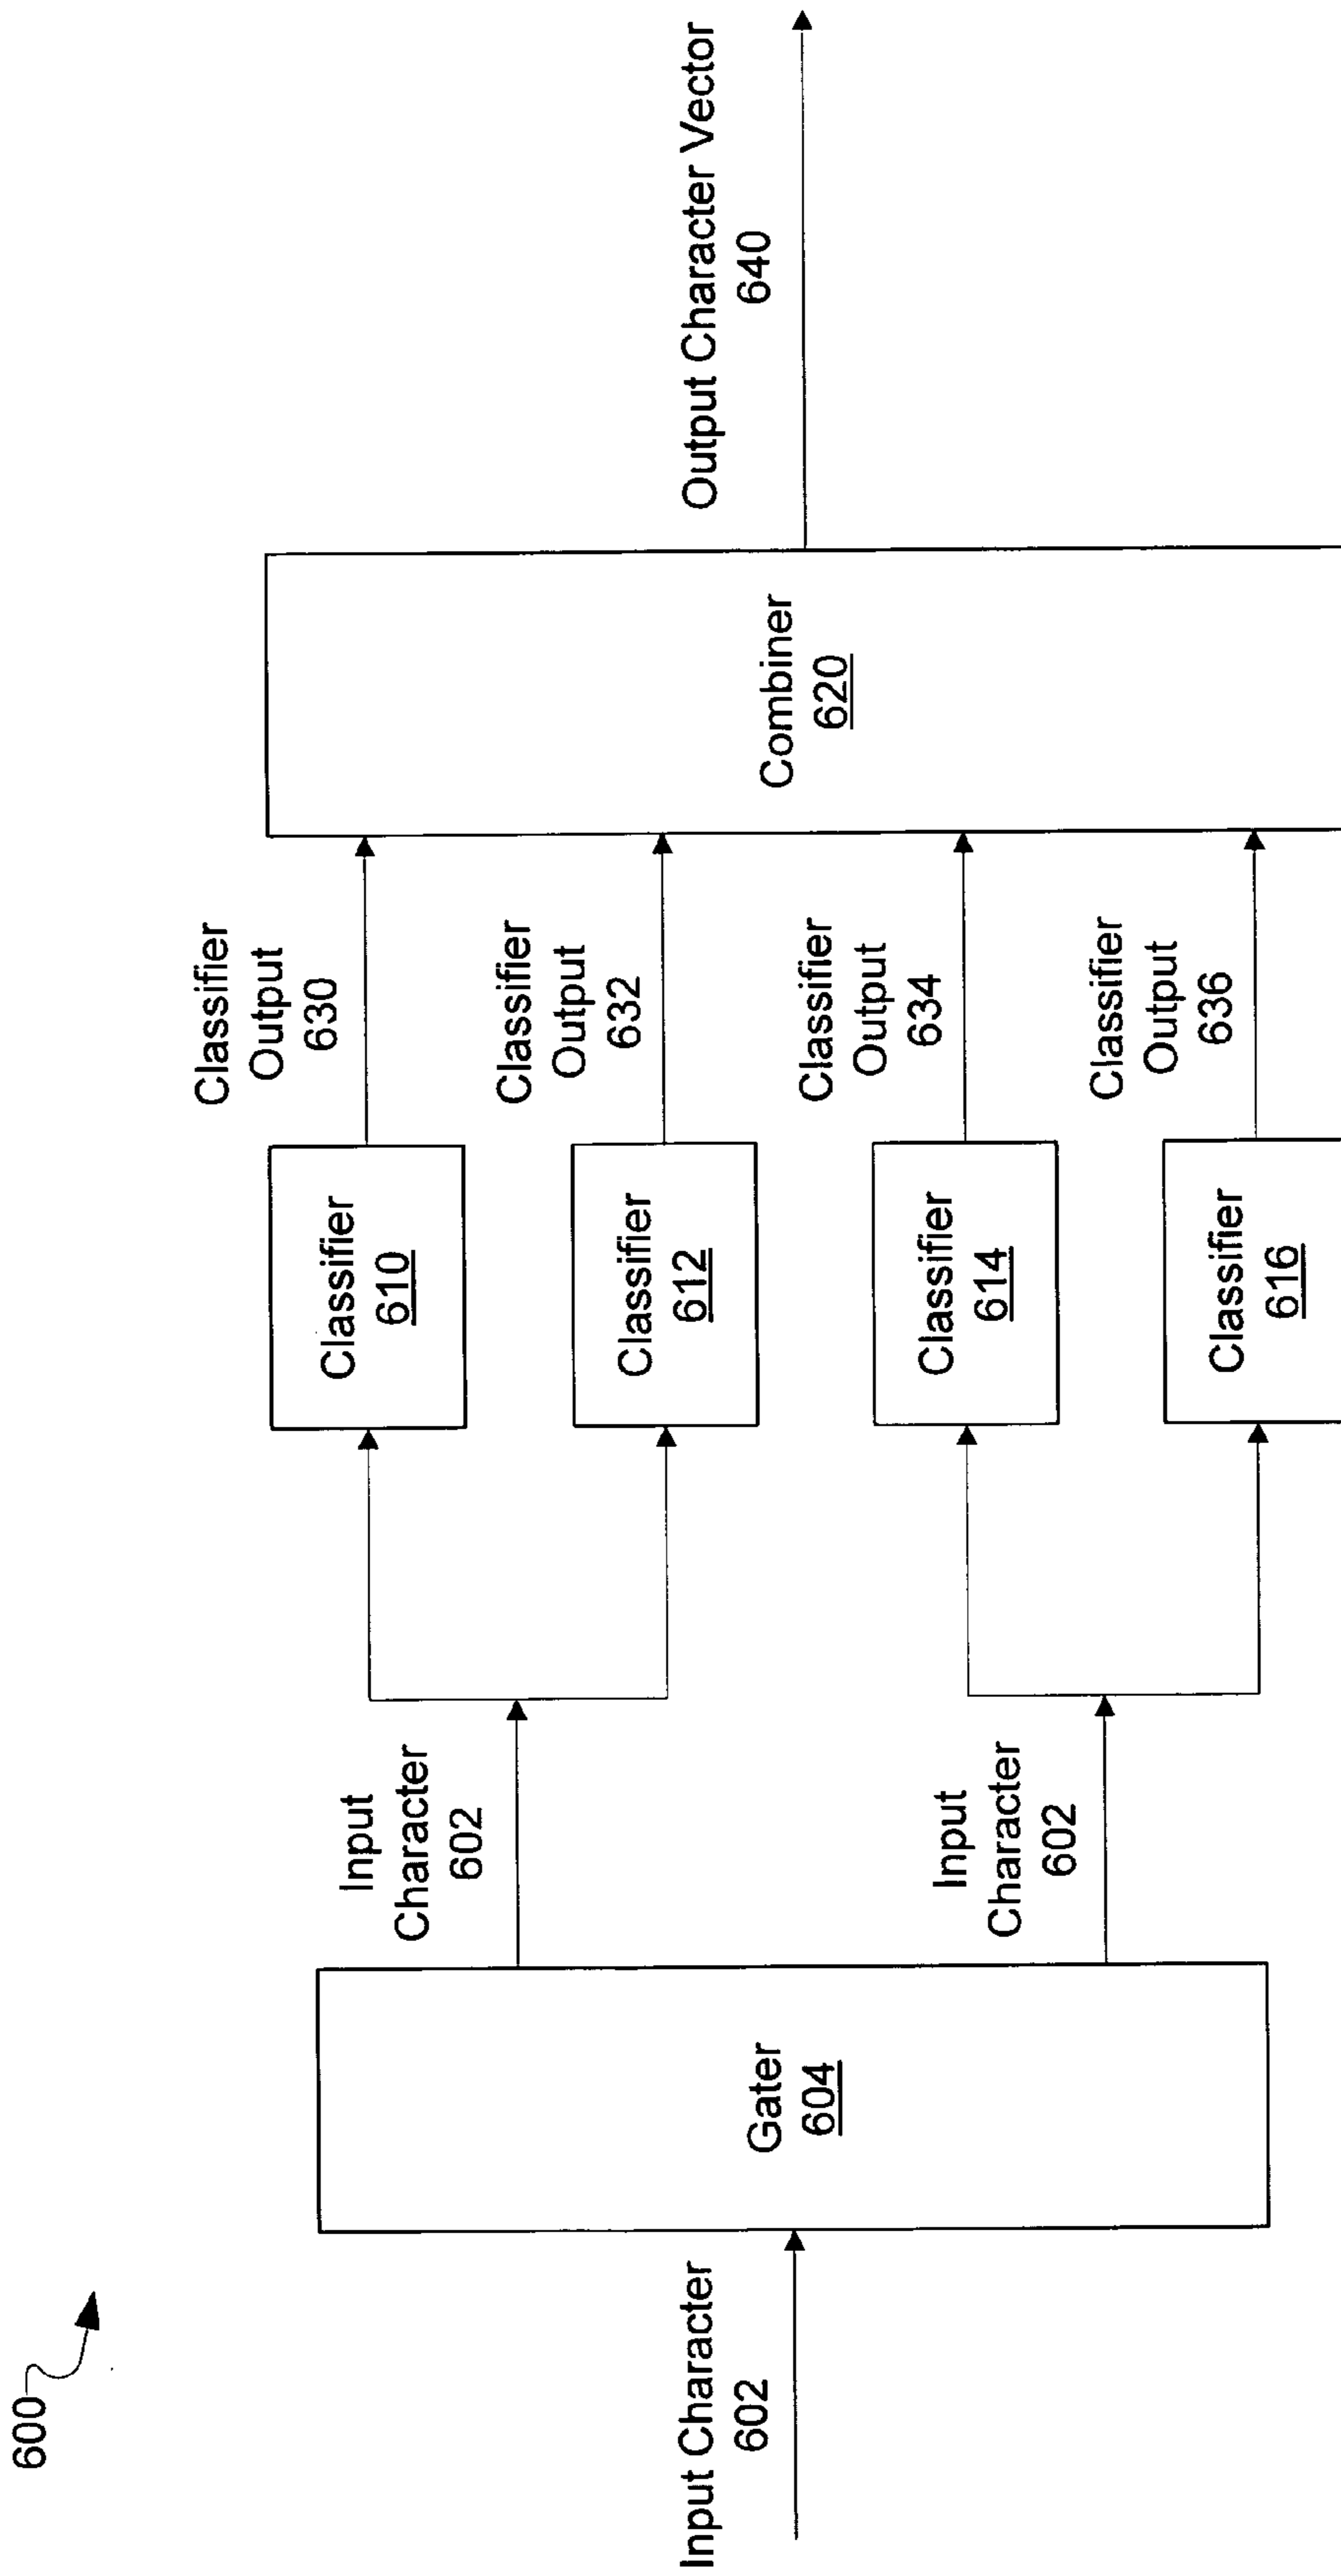 600
Input Character
602
Gater
604
Input
Character
602
Input
Character
602
Classifier
610
Classifier
612
Classifier
614
Classifier
616
Classifier
Output
630
Classifier
Output
632
Classifier
Output
634
Classifier
Output
636
Combiner
620
Output Character Vector
640